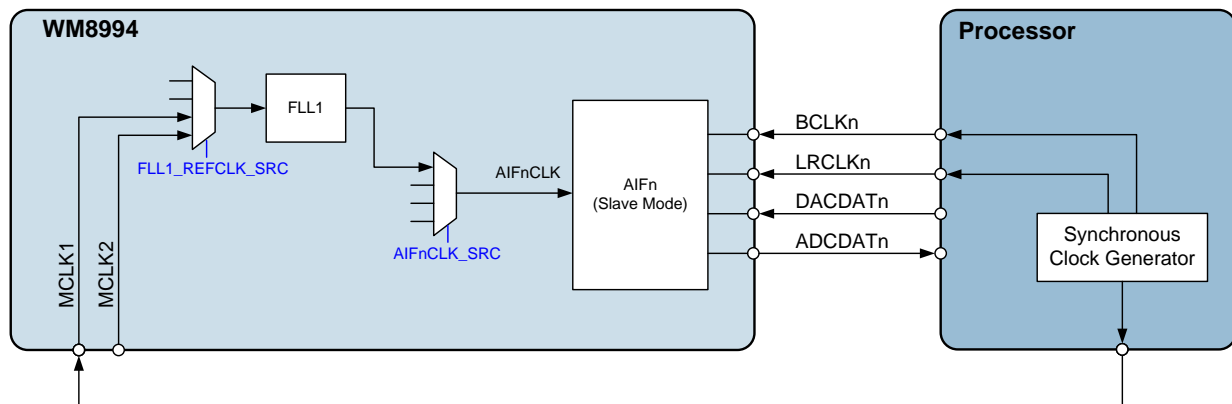 WM8994
Processor
FLL1
FLL1_REFCLK_SRC
AIFnCLK
AIFnCLK_SRC
AIFn
(Slave Mode)
MCLK1
MCLK2
BCLKn
LRCLKn
DACDATn
ADCDATn
Synchronous
Clock Generator